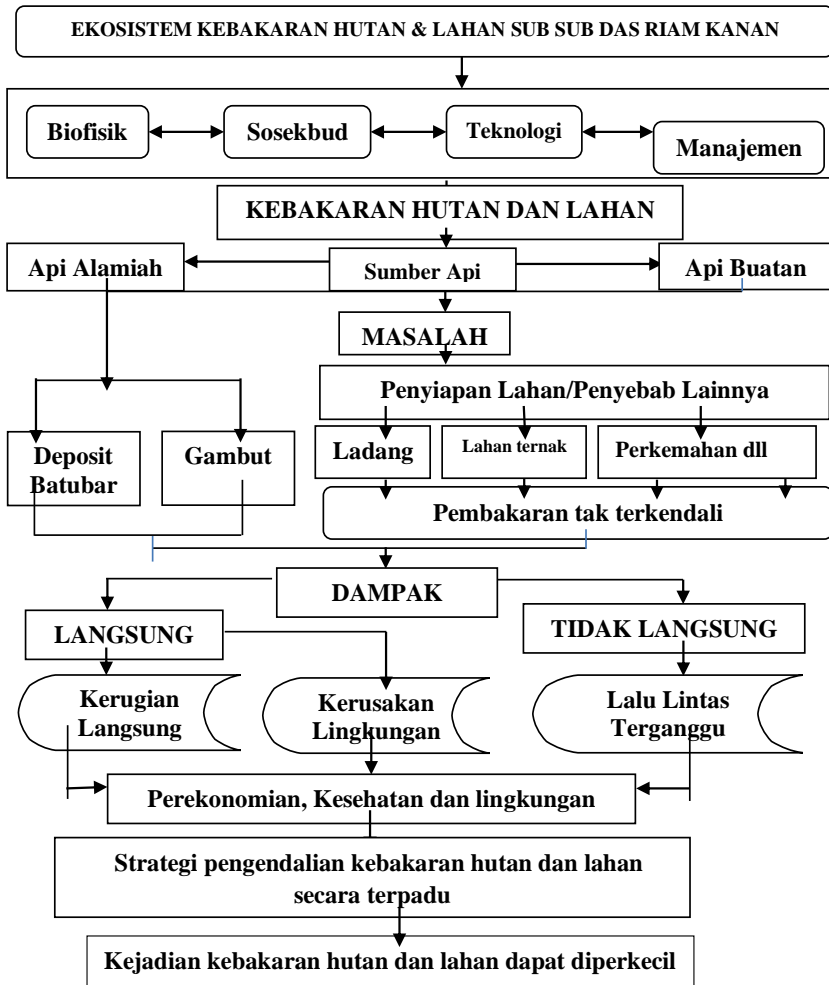 EKOSISTEM KEBAKARAN HUTAN & LAHAN SUB SUB DAS RIAM KANAN
Biofisik
Sosekbud
Teknologi
Manajemen
KEBAKARAN HUTAN DAN LAHAN
Api Alamiah
Sumber Api
Api Buatan
MASALAH
Penyiapan Lahan/Penyebab Lainnya
Deposit
Batubar
Gambut
Ladang
Lahan ternak
Perkemahan dll
Pembakaran tak terkendali
DAMPAK
LANGSUNG
TIDAK LANGSUNG
Kerugian
Langsung
Kerusakan
Lingkungan
Lalu Lintas
Terganggu
Perekonomian, Kesehatan dan lingkungan
Strategi pengendalian kebakaran hutan dan lahan
secara terpadu
Kejadian kebakaran hutan dan lahan dapat diperkecil